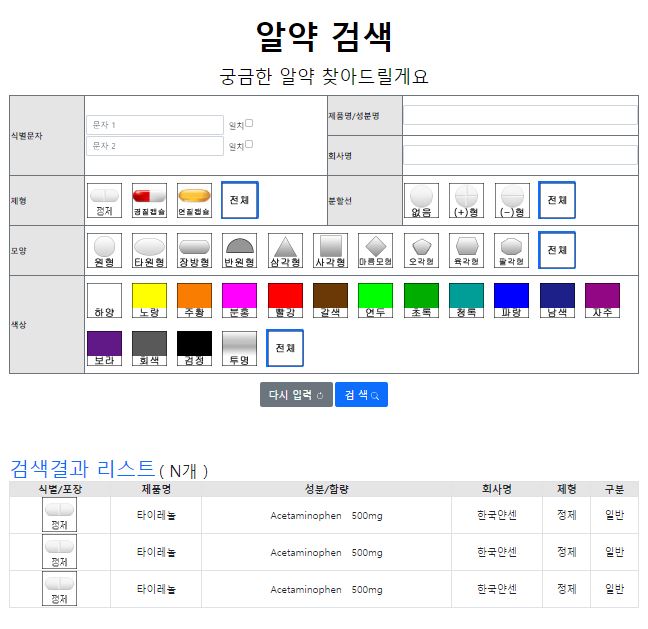 알약 검색
궁금한 알약 찾아드릴게요
식별문자
문자 1 일치
문자 2 일치
제품명/성분명
회사명
제형
정제 경질캡슐 연질캡슐 전체
분할선
없음 (+)형 (-)형 전체
모양
원형 타원형 장방형 반원형 삼각형 사각형 마름모형 오각형 육각형 팔각형 전체
색상
하양 노랑 주황 분홍 빨강 갈색 연두 초록 청록 파랑 남색 자주
보라 회색 검정 투명 전체
다시 입력 검 색
검색결과 리스트 ( N개 )
식별/포장 제품명 성분/함량 회사명 제형 구분
정제 타이레놀 Acetaminophen 500mg 한국얀센 정제 일반
정제 타이레놀 Acetaminophen 500mg 한국얀센 정제 일반
정제 타이레놀 Acetaminophen 500mg 한국얀센 정제 일반